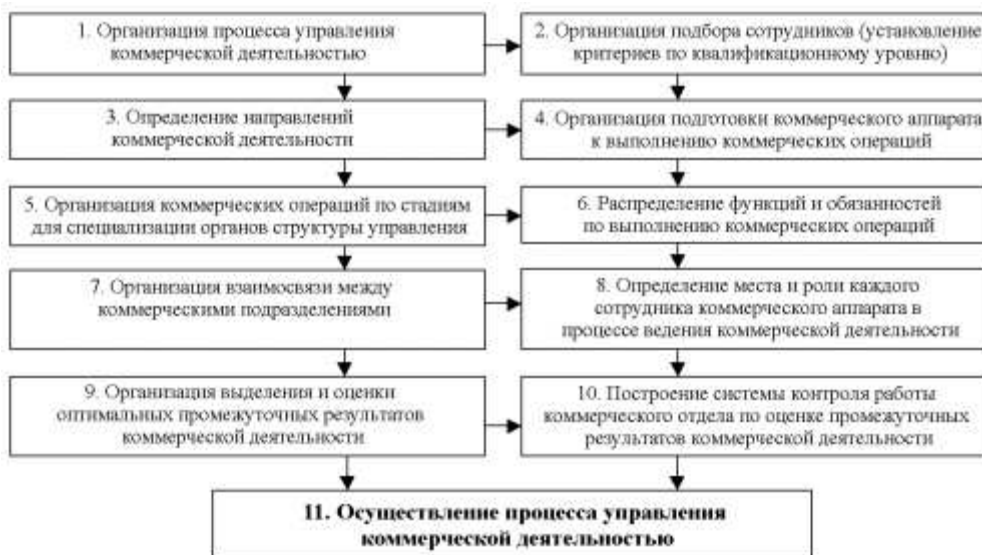 1. Организация процесса управления
коммерческой деятельностью
2. Организация подбора сотрудников (установление
критериев по квалификационному уровню)
3. Определение направлений
коммерческой деятельности
4. Организация подготовки коммерческого аппарата
к выполнению коммерческих операций
5. Организация коммерческих операций по стадиям
для специализации органов структуры управления
6. Распределение функций и обязанностей
по выполнению коммерческих операций
7. Организация взаимосвязи между
коммерческими подразделениями
8. Определение места и роли каждого
сотрудника коммерческого аппарата в
процессе ведения коммерческой деятельности
9. Организация выделения и оценки
оптимальных промежуточных результатов
коммерческой деятельности
10. Построение системы контроля работы
коммерческого отдела по оценке промежуточных
результатов коммерческой деятельности
11. Осуществление процесса управления
коммерческой деятельностью